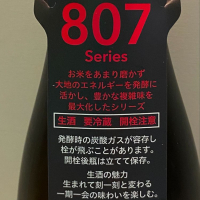 807
Series
お米をあまり磨かず
-大地のエネルギーを発酵に
活かし、豊かな複雑味を
最大化したシリーズ
生酒 要冷蔵 開栓注意
発酵時の炭酸ガスが容存し
栓が飛ぶことがあります。
開栓後瓶は立てて保存。
生酒の魅力
生まれて刻一刻と変わる
一期一会の味わいを楽しむ。